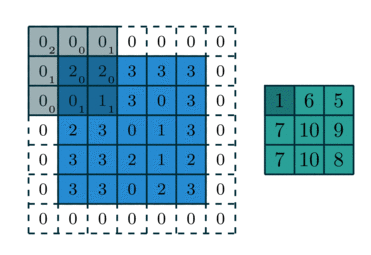 0₂ 0₀ 0₁ 0 0 0 0
0₁ 2₀ 2₀ 3 3 3 0
0₀ 0₁ 1₁ 3 0 3 0
0 2 3 0 1 3 0
0 3 3 2 1 2 0
0 3 3 0 2 3 0
0 0 0 0 0 0 0
1 6 5
7 10 9
7 10 8